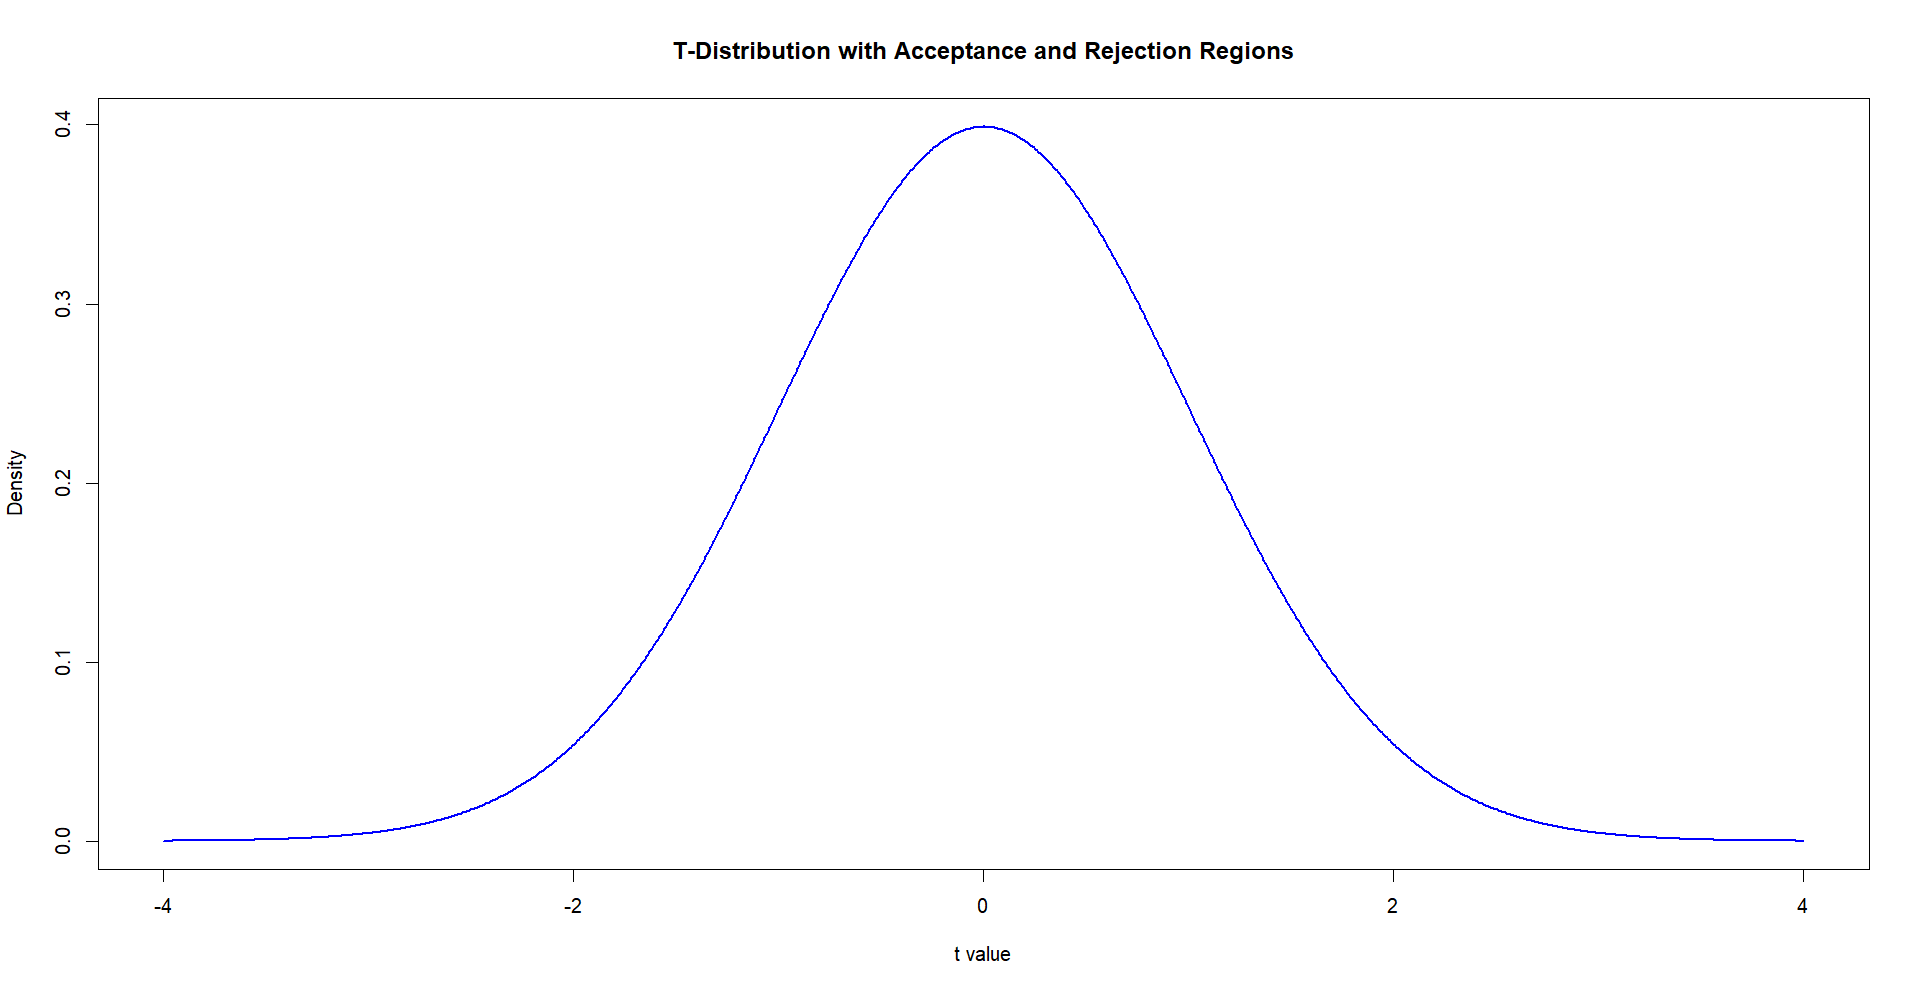 T-Distribution with Acceptance and Rejection Regions
0.4
0.3
0.2
0.1
0.0
Density
-4 -2 0 2 4
t value